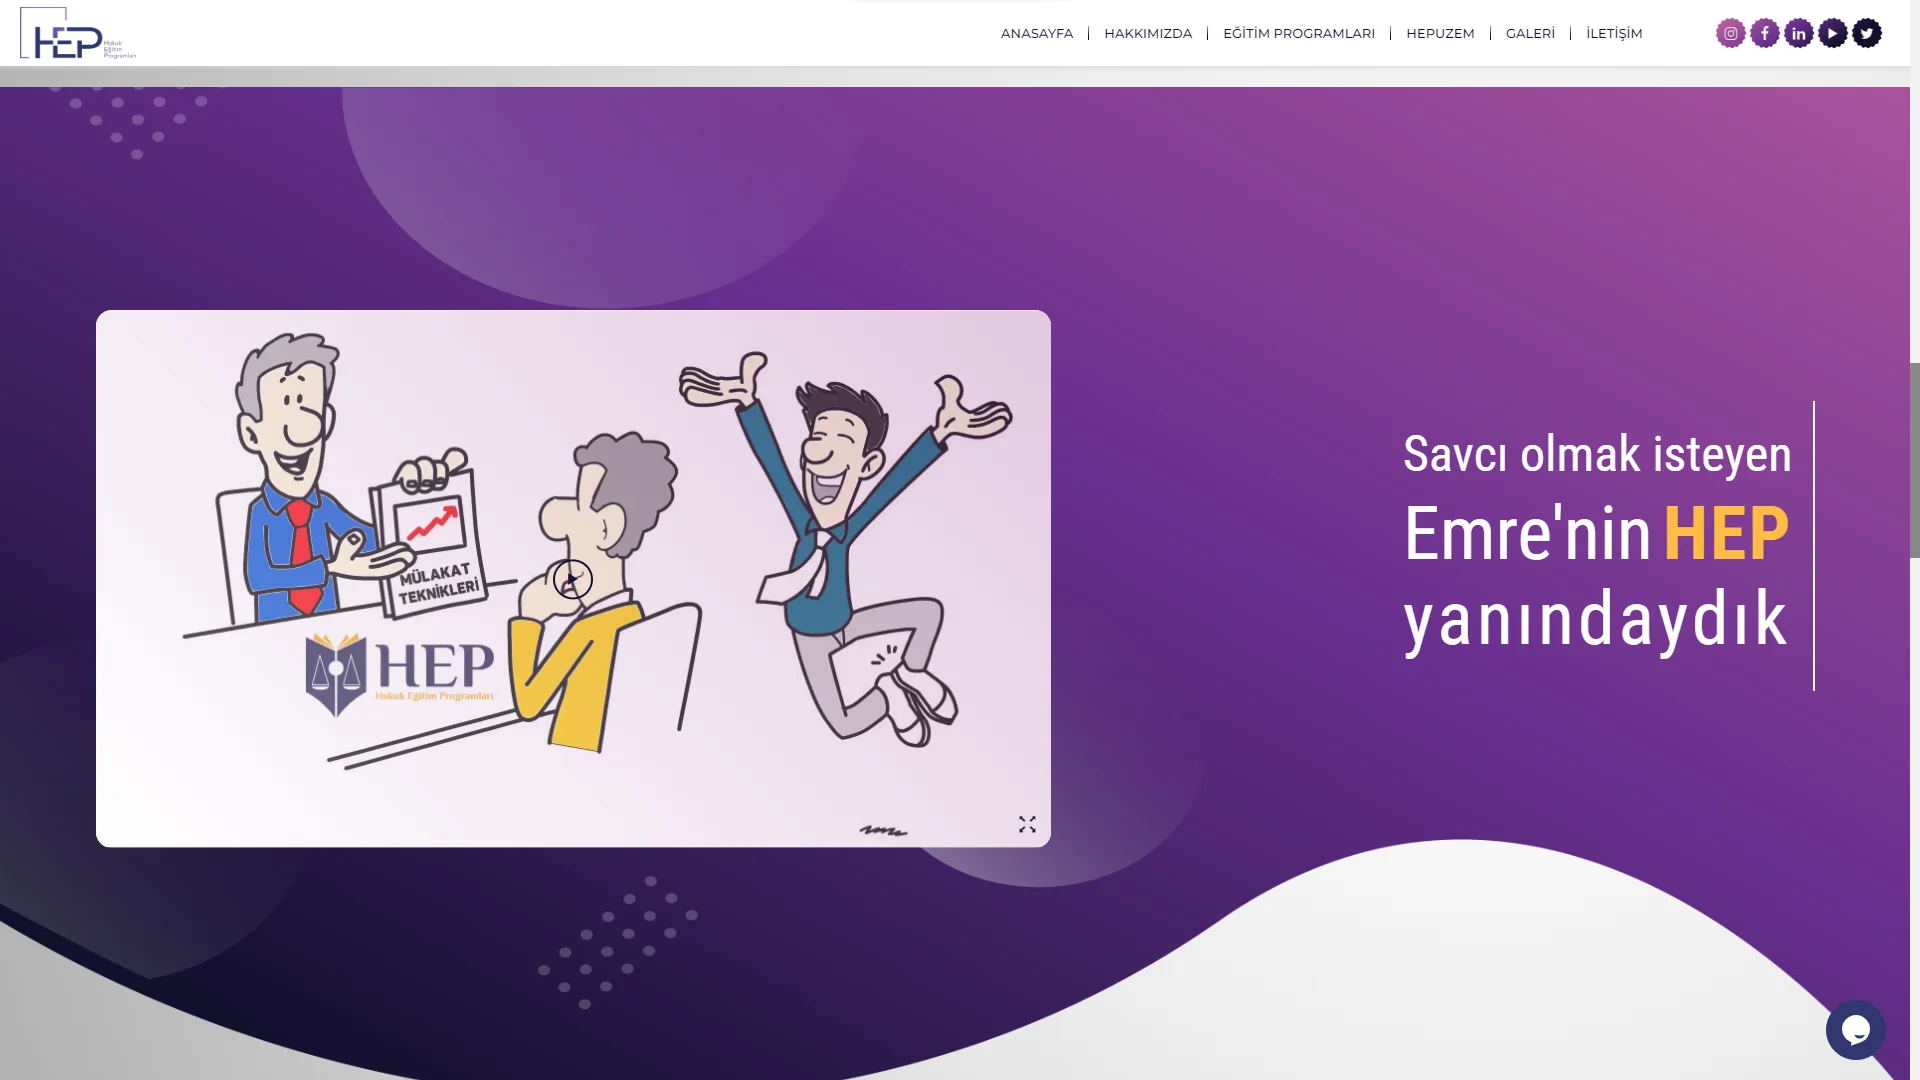 HEP
Hukuk
Eğitim
Programları
ANASAYFA
HAKKIMIZDA
EĞİTİM PROGRAMLARI
HEPUZEM
GALERİ
İLETİŞİM
MÜLAKAT
TEKNİKLERİ
HEP
Hukuk Eğitim Programları
Savcı olmak isteyen
Emre'nin HEP
yanındaydık